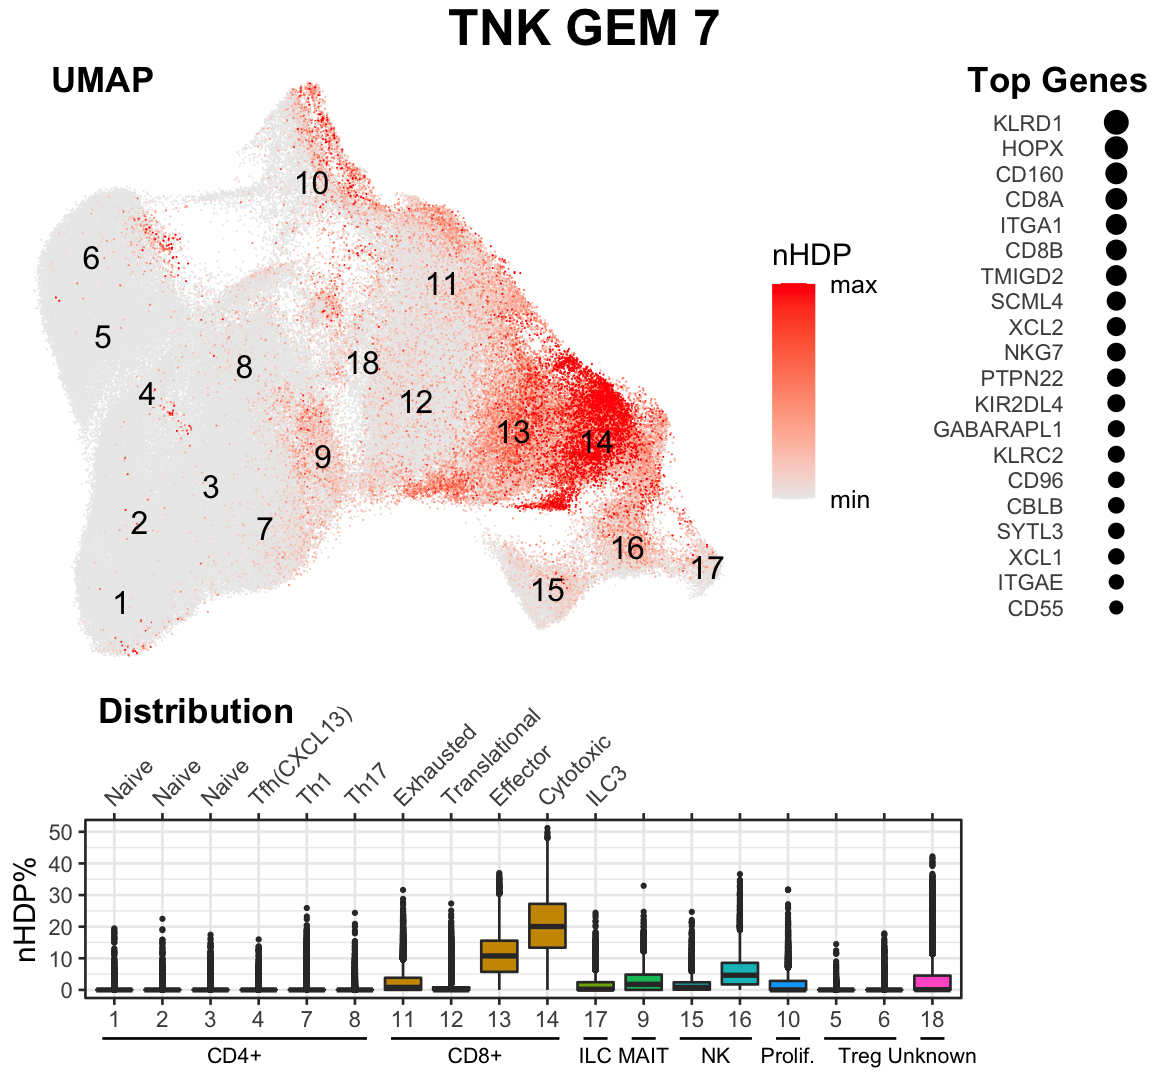 TNK GEM 7
UMAP
10
6
11
5
8
18
4
12
13
14
9
3
2
7
16
17
15
1
nHDP
max
min
Top Genes
KLRD1
HOPX
CD160
CD8A
ITGA1
CD8B
TMIGD2
SCML4
XCL2
NKG7
PTPN22
KIR2DL4
GABARAPL1
KLRC2
CD96
CBLB
SYTL3
XCL1
ITGAE
CD55
Distribution
Naive
Naive
Naive
Tfh(CXCL13)
Th1
Th17
Exhausted
Translational
Effector
Cytotoxic
ILC3
nHDP%
50
40
30
20
10
0
1 2 3 4 7 8 11 12 13 14 17 9 15 16 10 5 6 18
CD4+ CD8+ ILC MAIT NK Prolif. Treg Unknown